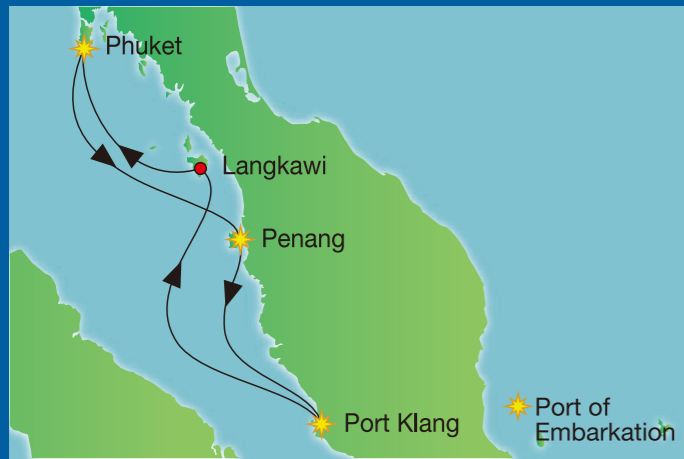 Phuket
Langkawi
Penang
Port Klang
Port of
Embarkation